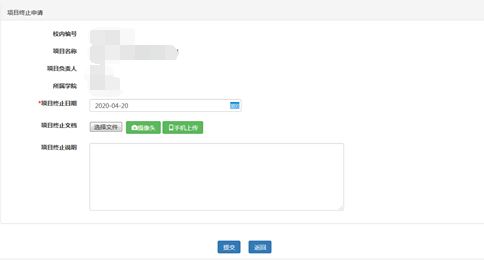 项目终止申请
校内编号
项目名称
项目负责人
所属学院
*项目终止日期 2020-04-20
项目终止文档 选择文件 摄像头 手机上传
项目终止说明
提交 返回